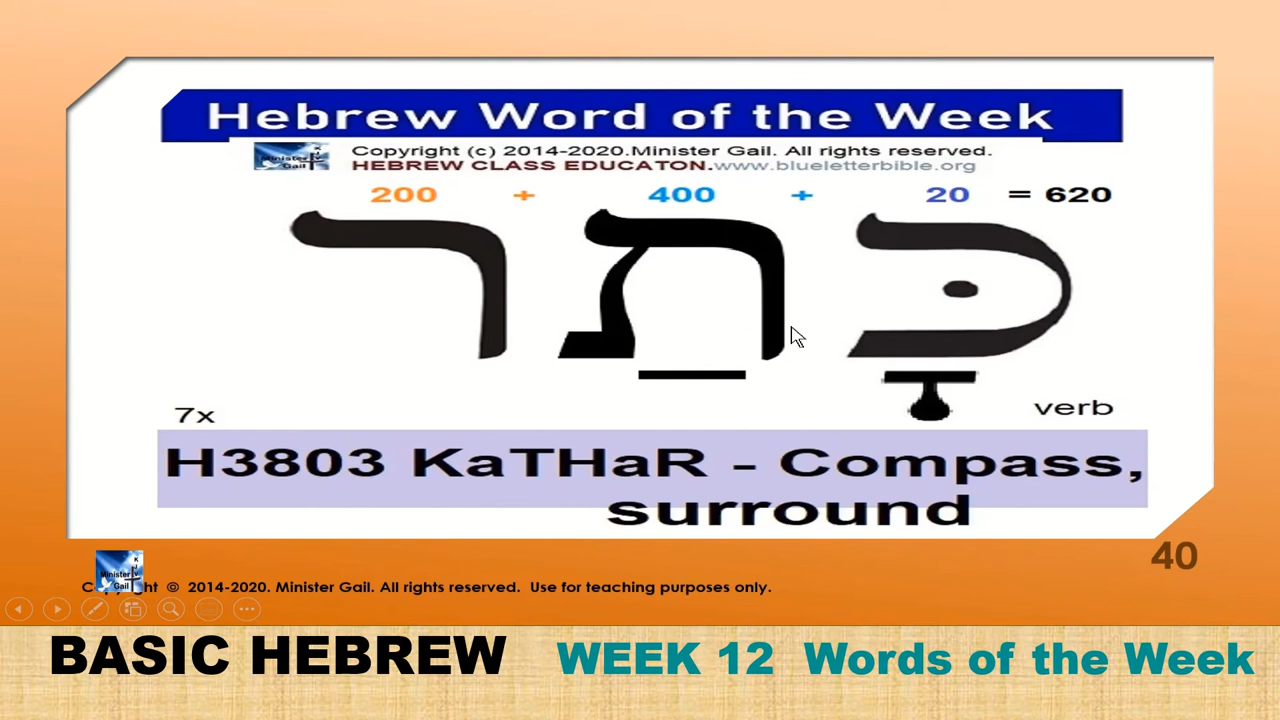 Hebrew Word of the Week
Copyright (c) 2014-2020.Minister Gail. All rights reserved.
HEBREW CLASS EDUCATON.www.blueletterbible.org
200 + 400 + 20 = 620
כָּתַר
7x verb
H3803 KaTHaR - Compass,
surround
40
Minister Gail
© 2014-2020. Minister Gail. All rights reserved. Use for teaching purposes only.
BASIC HEBREW WEEK 12 Words of the Week